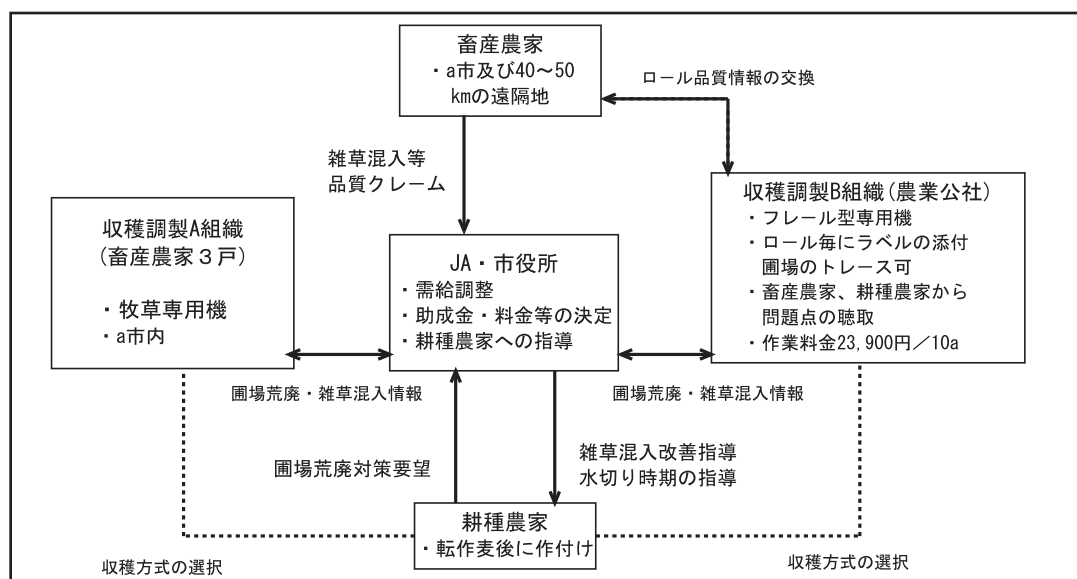 畜産農家
・a市及び40～50
kmの遠隔地
ロール品質情報の交換
雑草混入等
品質クレーム
収穫調製A組織
(畜産農家３戸)
・牧草専用機
・a市内
JA・市役所
・需給調整
・助成金・料金等の決定
・耕種農家への指導
収穫調製B組織(農業公社)
・フレール型専用機
・ロール毎にラベルの添付
圃場のトレース可
・畜産農家、耕種農家から
問題点の聴取
・作業料金23,900円／10a
圃場荒廃・雑草混入情報
圃場荒廃・雑草混入情報
圃場荒廃対策要望
雑草混入改善指導
水切り時期の指導
耕種農家
・転作麦後に作付け
収穫方式の選択
収穫方式の選択